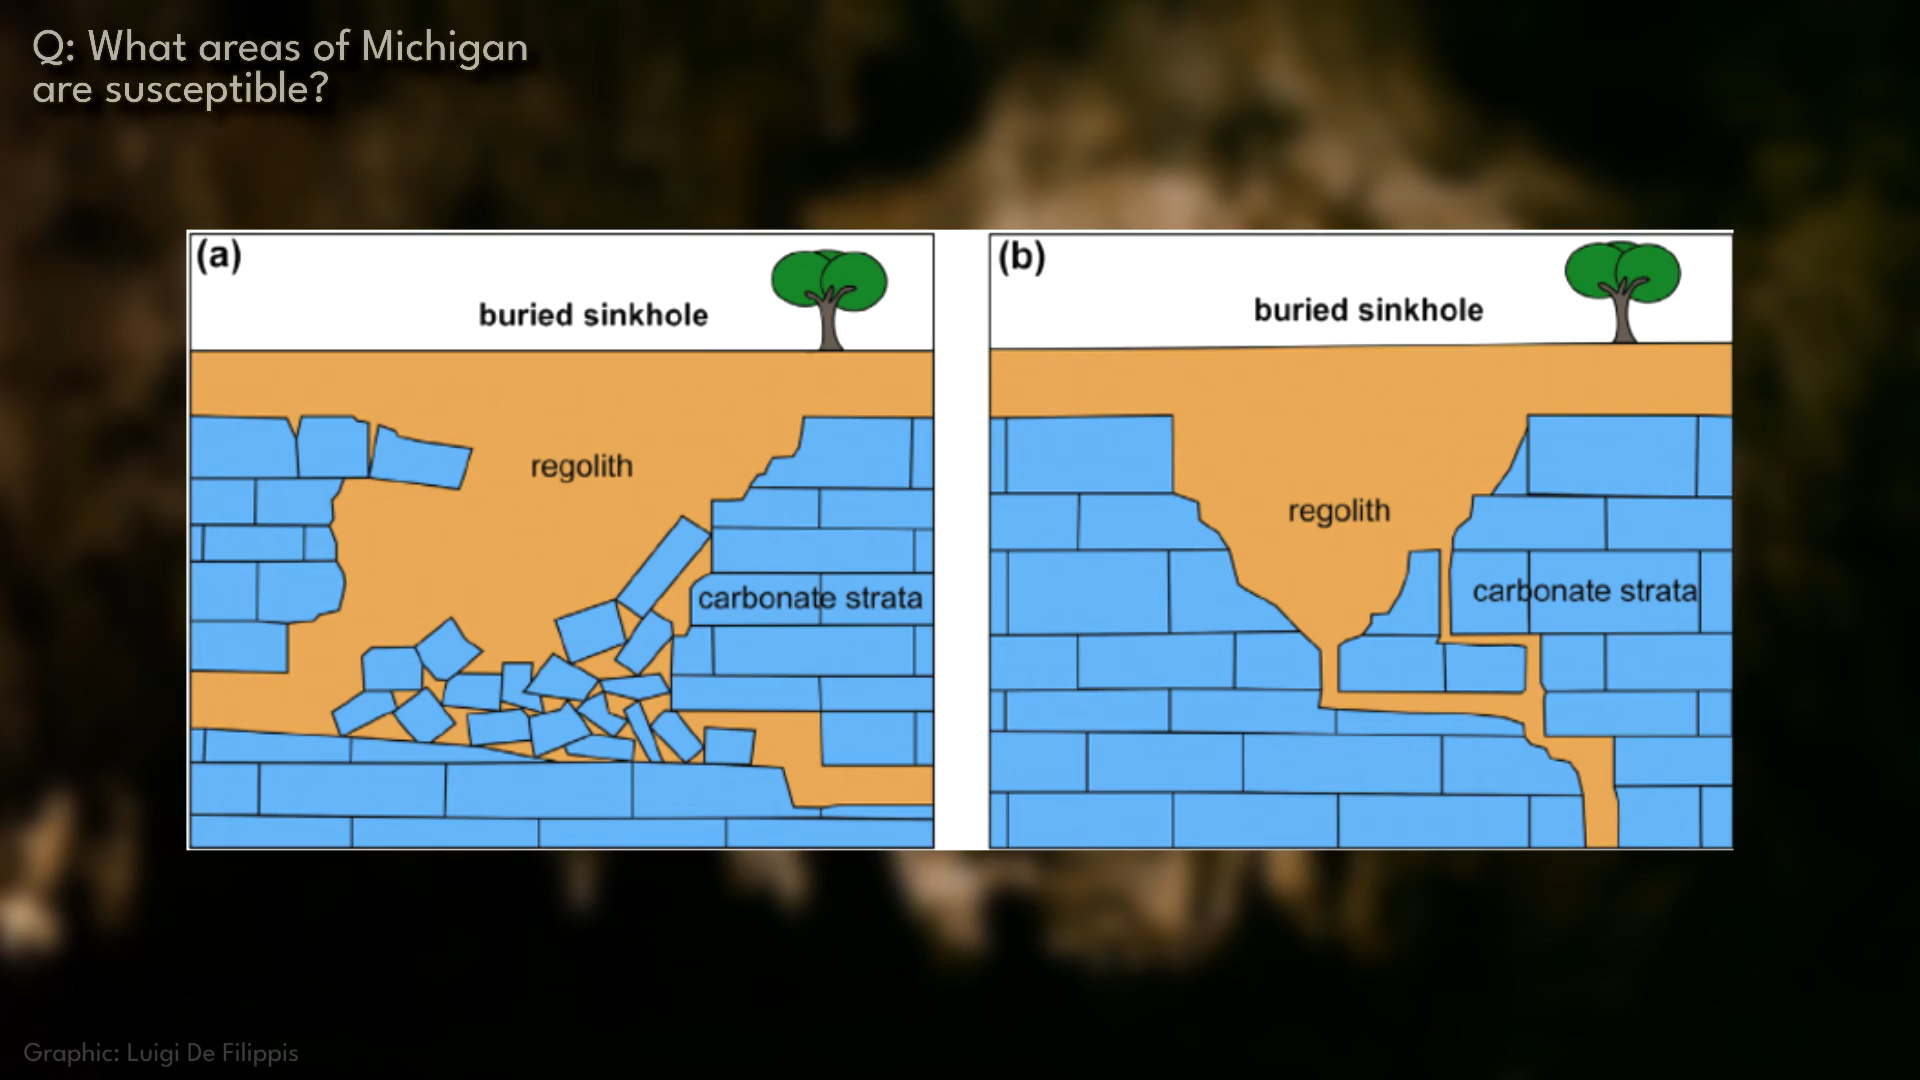 Q: What areas of Michigan
are susceptible?
(a)
buried sinkhole
regolith
carbonate strata
(b)
buried sinkhole
regolith
carbonate strata
Graphic: Luigi De Filippis